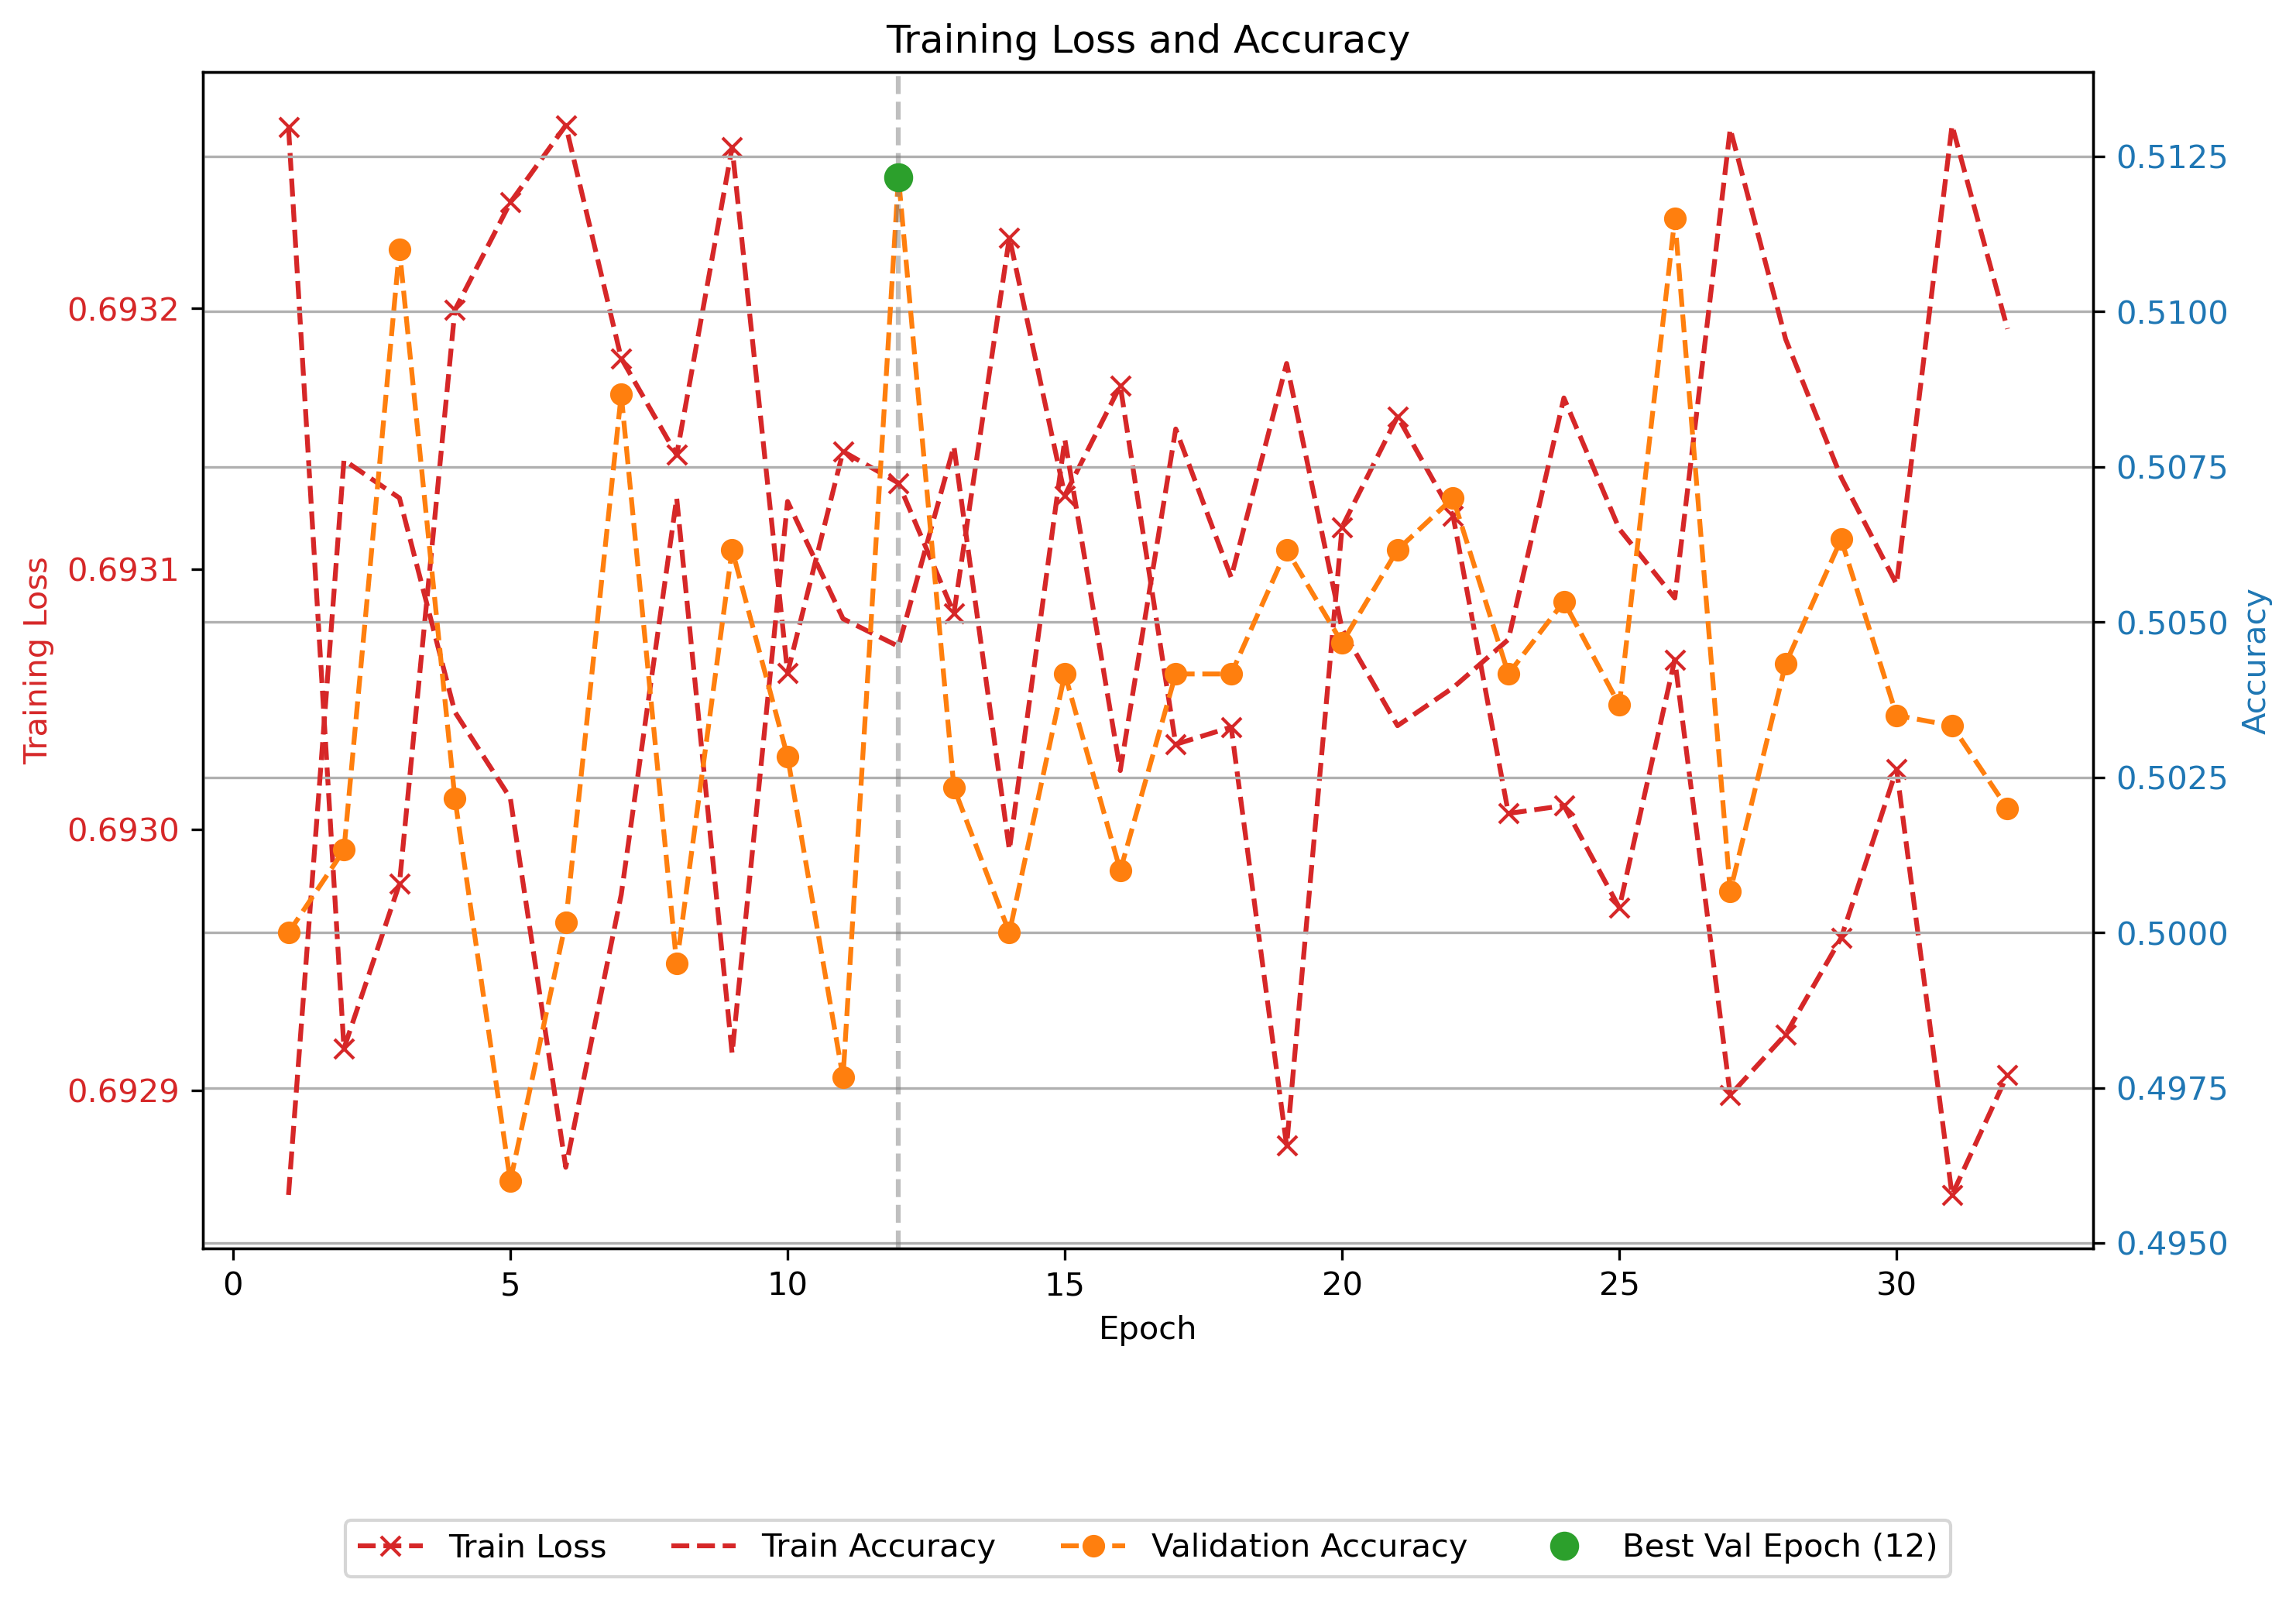 Training Loss and Accuracy
0.6932
0.6931
0.6930
0.6929
Training Loss
0.5125
0.5100
0.5075
0.5050
0.5025
0.5000
0.4975
0.4950
Accuracy
0 5 10 15 20 25 30
Epoch
Train Loss Train Accuracy Validation Accuracy Best Val Epoch (12)